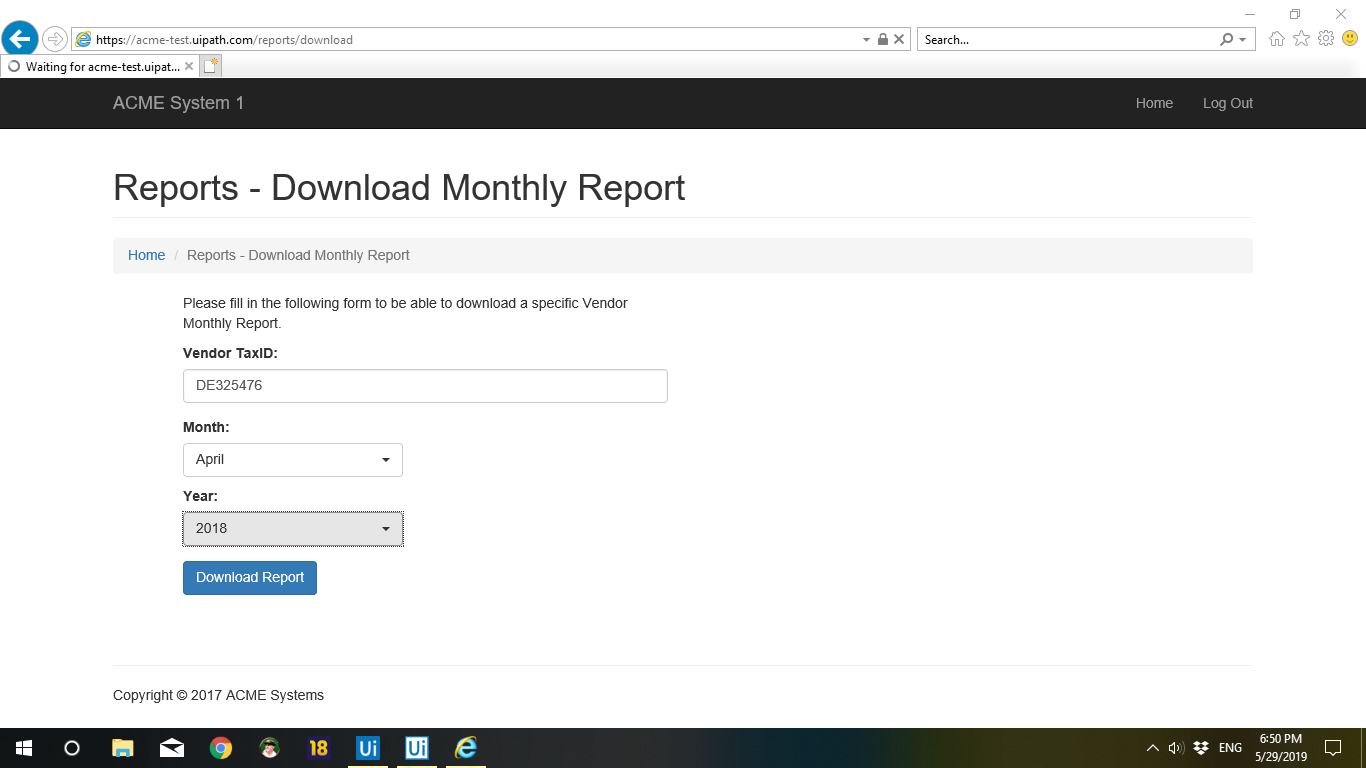 https://acme-test.uipath.com/reports/download
Search...
Waiting for acme-test.uipat...
ACME System 1
Home
Log Out
Reports - Download Monthly Report
Home / Reports - Download Monthly Report
Please fill in the following form to be able to download a specific Vendor
Monthly Report.
Vendor TaxID:
DE325476
Month:
April
Year:
2018
Download Report
Copyright © 2017 ACME Systems
18
Ui
Ui
ENG
6:50 PM
5/29/2019